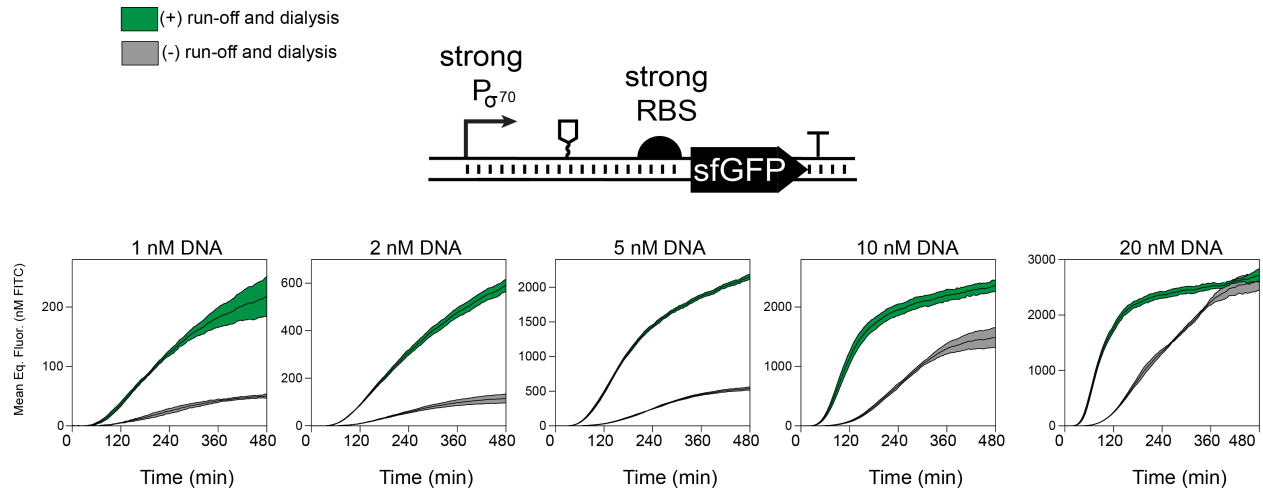 (+) run-off and dialysis
(-) run-off and dialysis
strong
Pσ70
strong
RBS
sfGFP
1 nM DNA
2 nM DNA
5 nM DNA
10 nM DNA
20 nM DNA
Mean Eq. Fluor. (nM FITC)
200
100
0
600
400
200
0
2000
1500
1000
500
0
2000
1000
0
3000
2000
1000
0
0 120 240 360 480
0 120 240 360 480
0 120 240 360 480
0 120 240 360 480
0 120 240 360 480
Time (min)
Time (min)
Time (min)
Time (min)
Time (min)